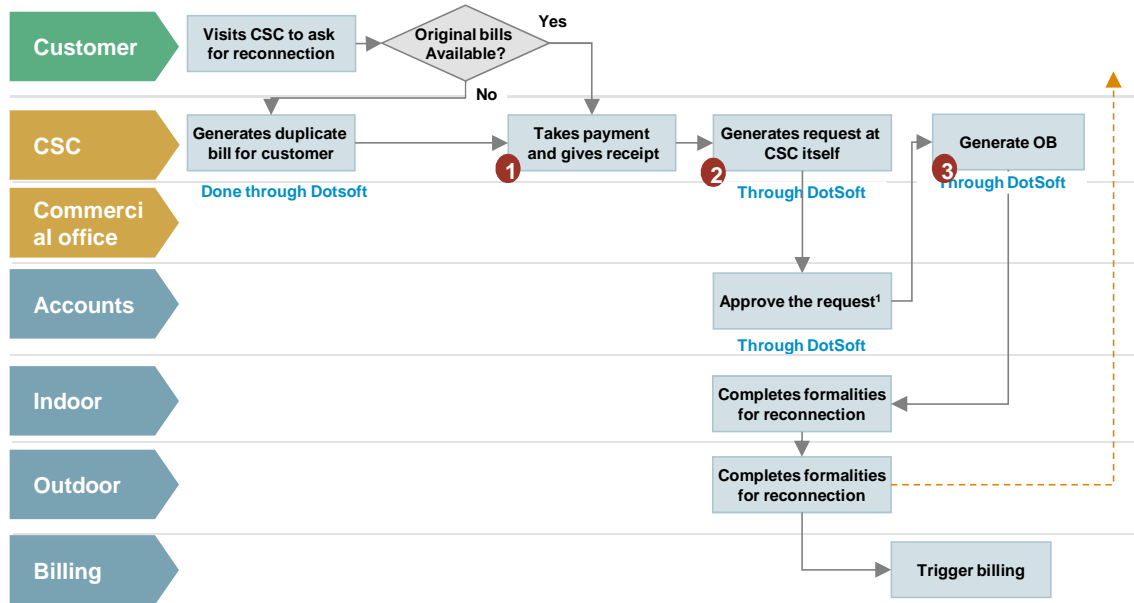 Customer
Visits CSC to ask
for reconnection
Original bills
Available?
Yes
No
CSC
Generates duplicate
bill for customer
Done through Dotsoft
Takes payment
and gives receipt
1
Generates request at
CSC itself
2
Through DotSoft
Generate OB
3
Through DotSoft
Commerci
al office
Accounts
Approve the request¹
Through DotSoft
Indoor
Completes formalities
for reconnection
Outdoor
Completes formalities
for reconnection
Billing
Trigger billing